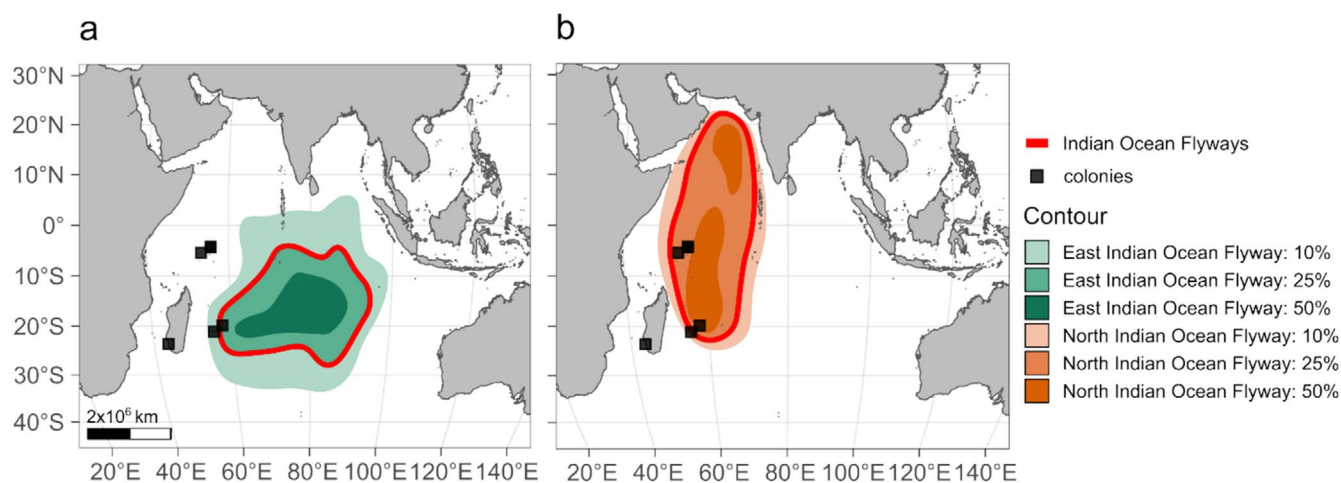 a
b
30°N
20°N
10°N
0°
10°S
20°S
30°S
40°S
2x10⁶ km
20°E 40°E 60°E 80°E 100°E 120°E 140°E
20°E 40°E 60°E 80°E 100°E 120°E 140°E
Indian Ocean Flyways
colonies
Contour
East Indian Ocean Flyway: 10%
East Indian Ocean Flyway: 25%
East Indian Ocean Flyway: 50%
North Indian Ocean Flyway: 10%
North Indian Ocean Flyway: 25%
North Indian Ocean Flyway: 50%